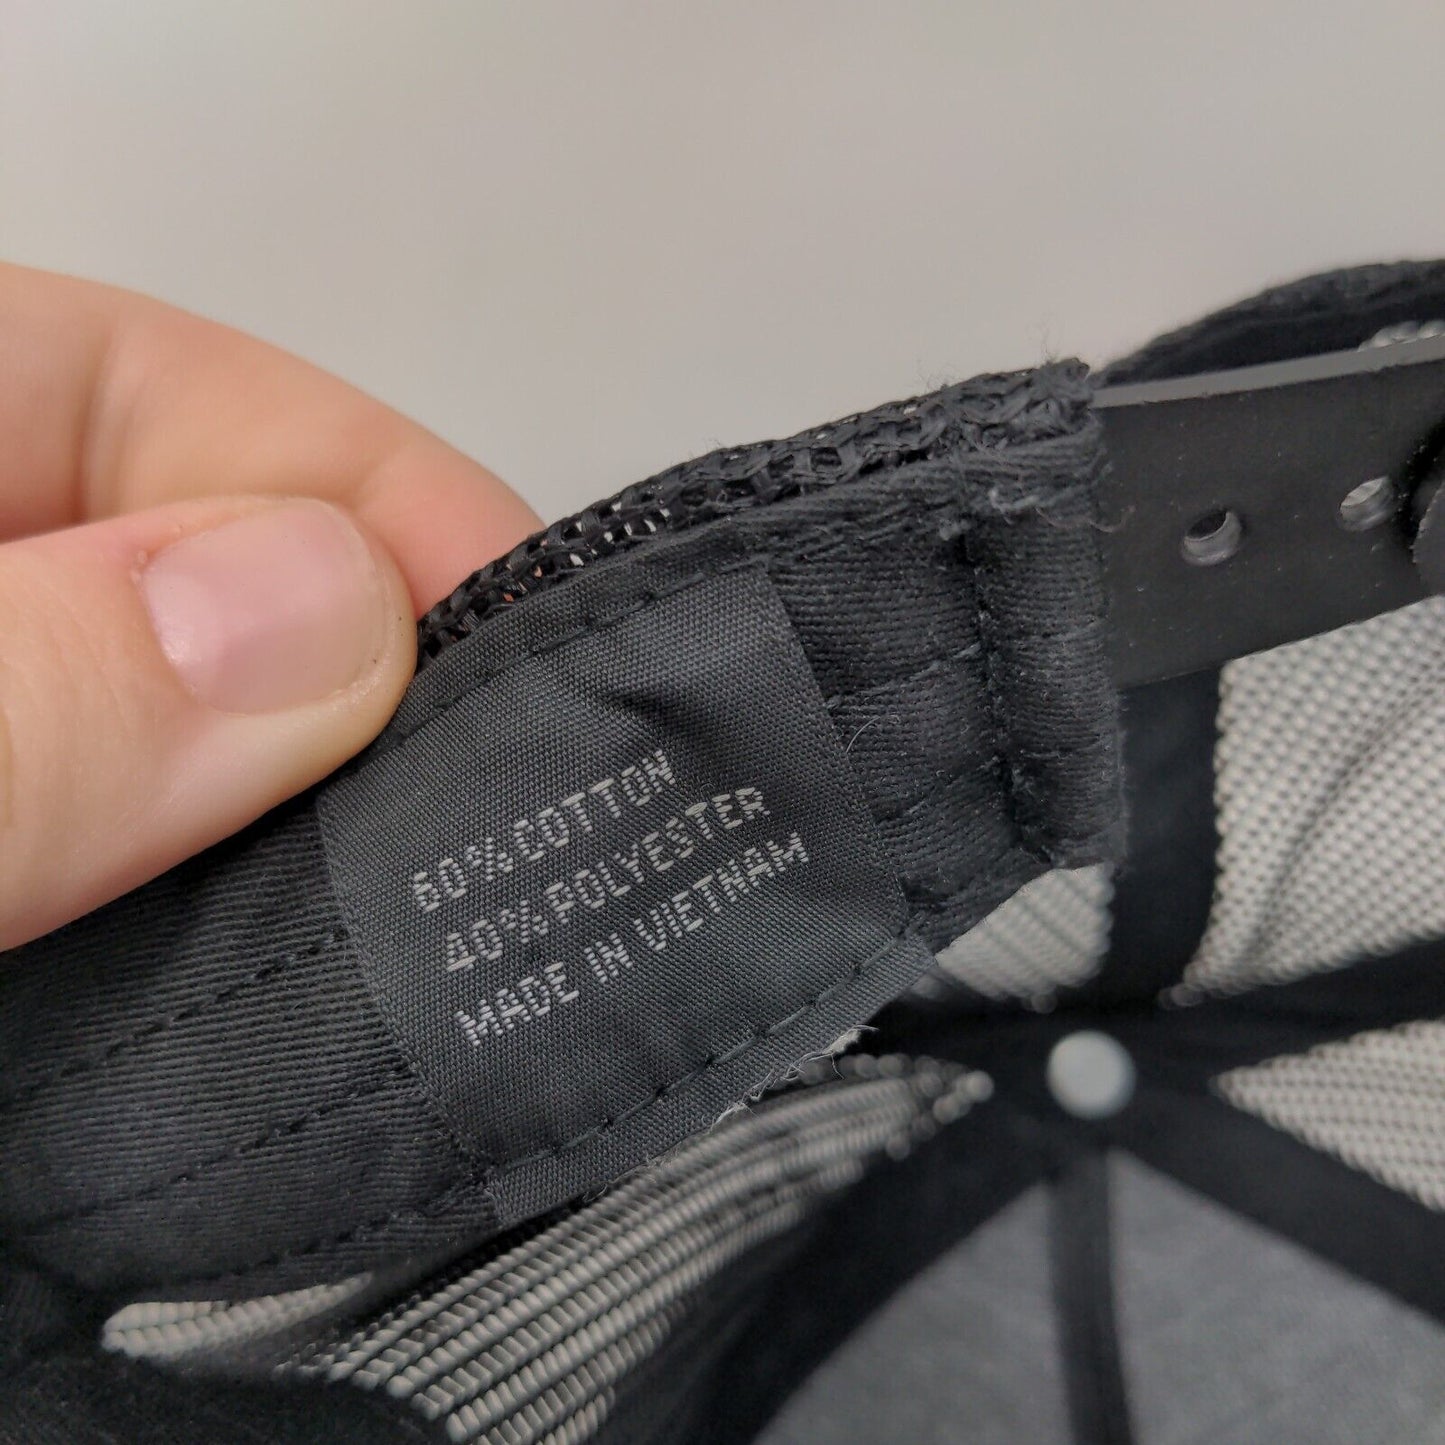 60% COTTON
40% POLYESTER
MADE IN VIETNAM